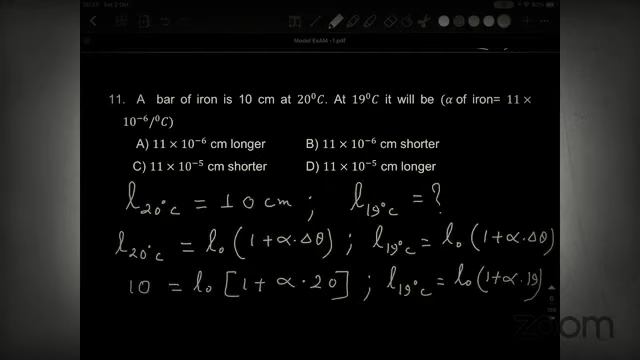 Model ExAM -1.pdf
11. A bar of iron is 10 cm at 20⁰C. At 19⁰C it will be (α of iron= 11 ×
10⁻⁶/⁰C)
A) 11 × 10⁻⁶ cm longer B) 11 × 10⁻⁶ cm shorter
C) 11 × 10⁻⁵ cm shorter D) 11 × 10⁻⁵ cm longer
l₂₀°C = 10 cm ; l₁₉°C = ?
l₂₀°C = l₀ (1 + α · Δθ) ; l₁₉°C = l₀ (1 + α · Δθ)
10 = l₀ [1 + α · 20] ; l₁₉°C = l₀ (1 + α · 19)
zoom